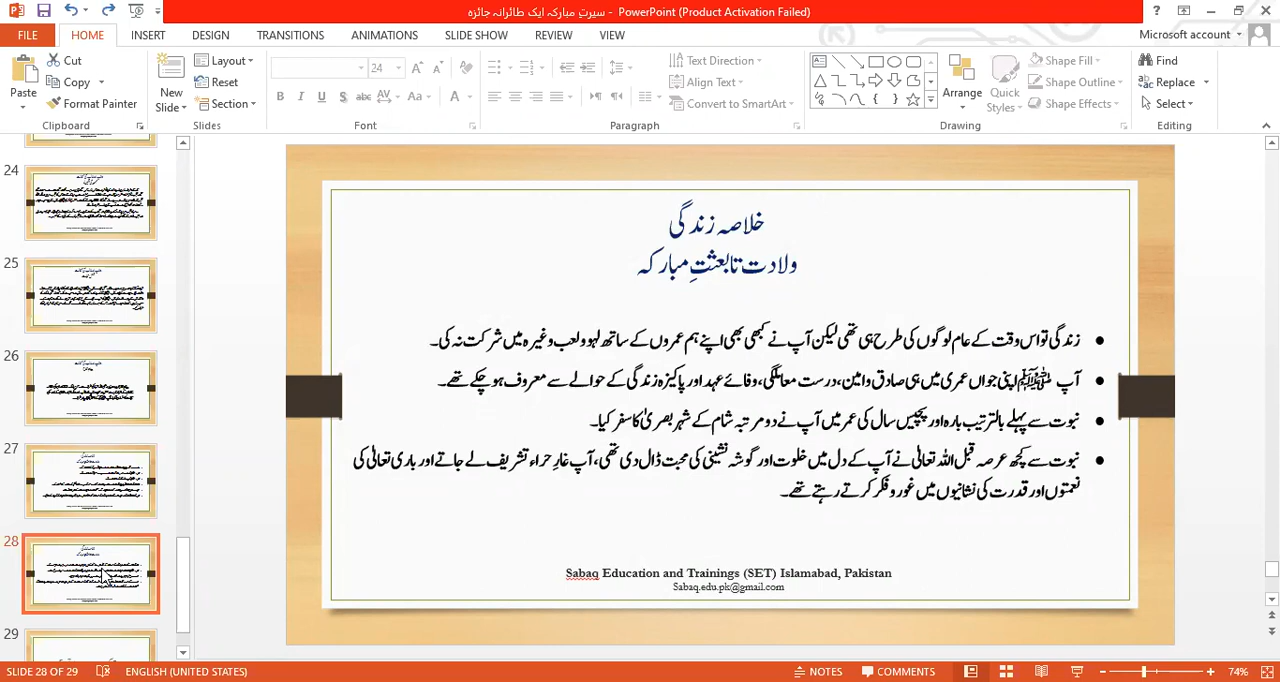 سیرتِ مبارکہ ایک طائرانہ جائزہ - PowerPoint (Product Activation Failed)
Microsoft account
FILE HOME INSERT DESIGN TRANSITIONS ANIMATIONS SLIDE SHOW REVIEW VIEW
Paste
Cut
Copy
Format Painter
Clipboard
New Slide
Layout
Reset
Section
Slides
24
B I U S abc AV Aa A
Font
Text Direction
Align Text
Convert to SmartArt
Paragraph
Arrange
Quick Styles
Shape Fill
Shape Outline
Shape Effects
Drawing
Find
Replace
Select
Editing
24
25
26
27
28
29
خلاصہ زندگی
ولادت تا بعثتِ مبارکہ
زندگی تو اس وقت کے عام لوگوں کی طرح ہی تھی لیکن آپ نے کبھی بھی اپنے ہم عمروں کے ساتھ لہو و لعب وغیرہ میں شرکت نہ کی۔
آپ ﷺ اپنی جواں عمری میں ہی صادق و امین، درست معاملگی، وفائے عہد اور پاکیزہ زندگی کے حوالے سے معروف ہو چکے تھے۔
نبوت سے پہلے بالترتیب بارہ اور پچیس سال کی عمر میں آپ نے دو مرتبہ شام کے شہر بصریٰ کا سفر کیا۔
نبوت سے کچھ عرصہ قبل اللہ تعالٰی نے آپ کے دل میں خلوت اور گوشہ نشینی کی محبت ڈال دی تھی، آپ غارِ حراء تشریف لے جاتے اور باری تعالٰی کی
نعمتوں اور قدرت کی نشانیوں میں غور و فکر کرتے رہتے تھے۔
Sabaq Education and Trainings (SET) Islamabad, Pakistan
Sabaq.edu.pk@gmail.com
SLIDE 28 OF 29 ENGLISH (UNITED STATES) NOTES COMMENTS 74%